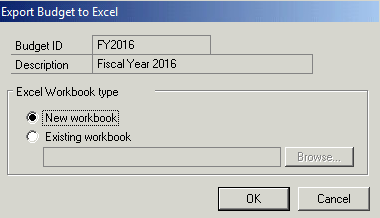 Export Budget to Excel
Budget ID FY2016
Description Fiscal Year 2016
Excel Workbook type
New workbook
Existing workbook
Browse...
OK Cancel